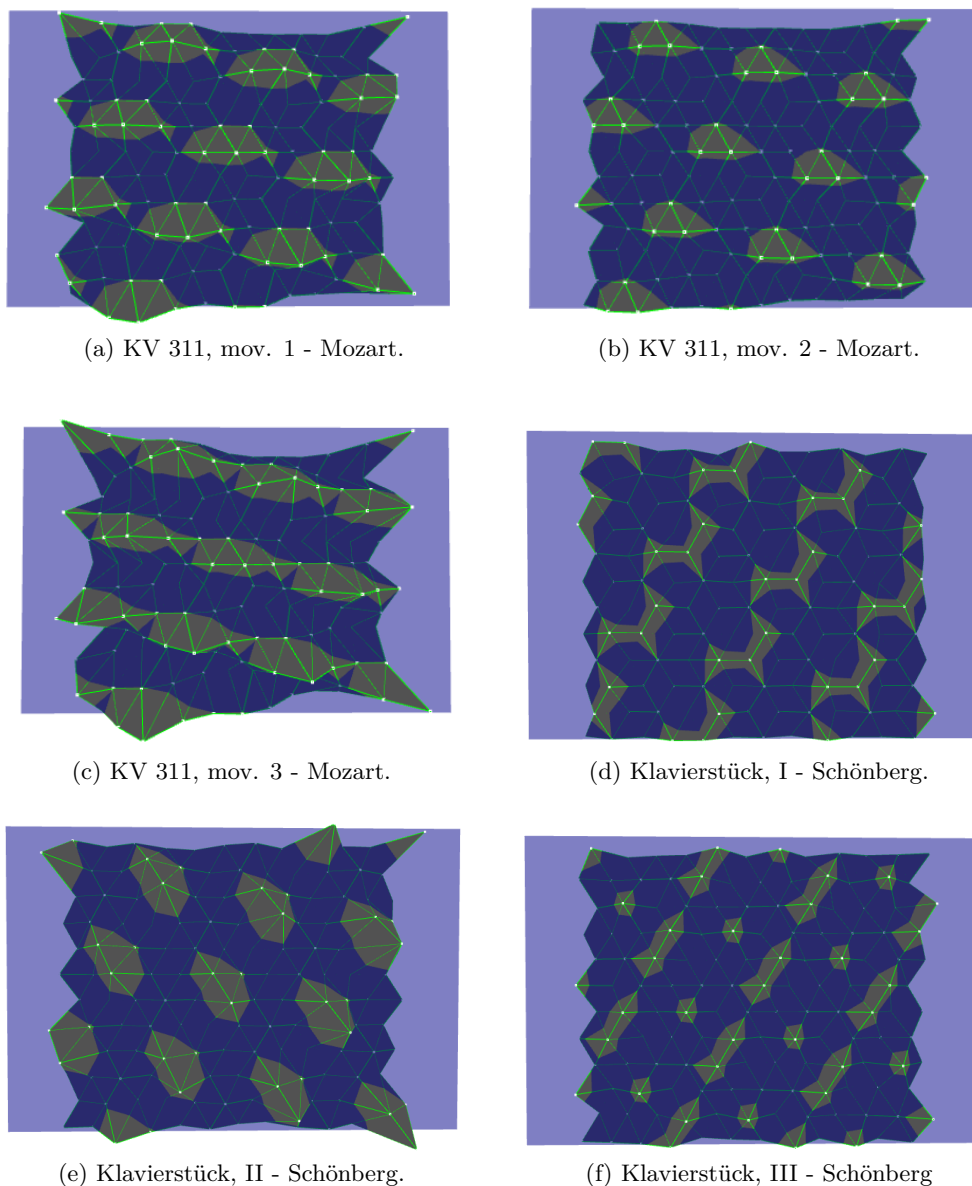 (a) KV 311, mov. 1 - Mozart.
(b) KV 311, mov. 2 - Mozart.
(c) KV 311, mov. 3 - Mozart.
(d) Klavierstück, I - Schönberg.
(e) Klavierstück, II - Schönberg.
(f) Klavierstück, III - Schönberg